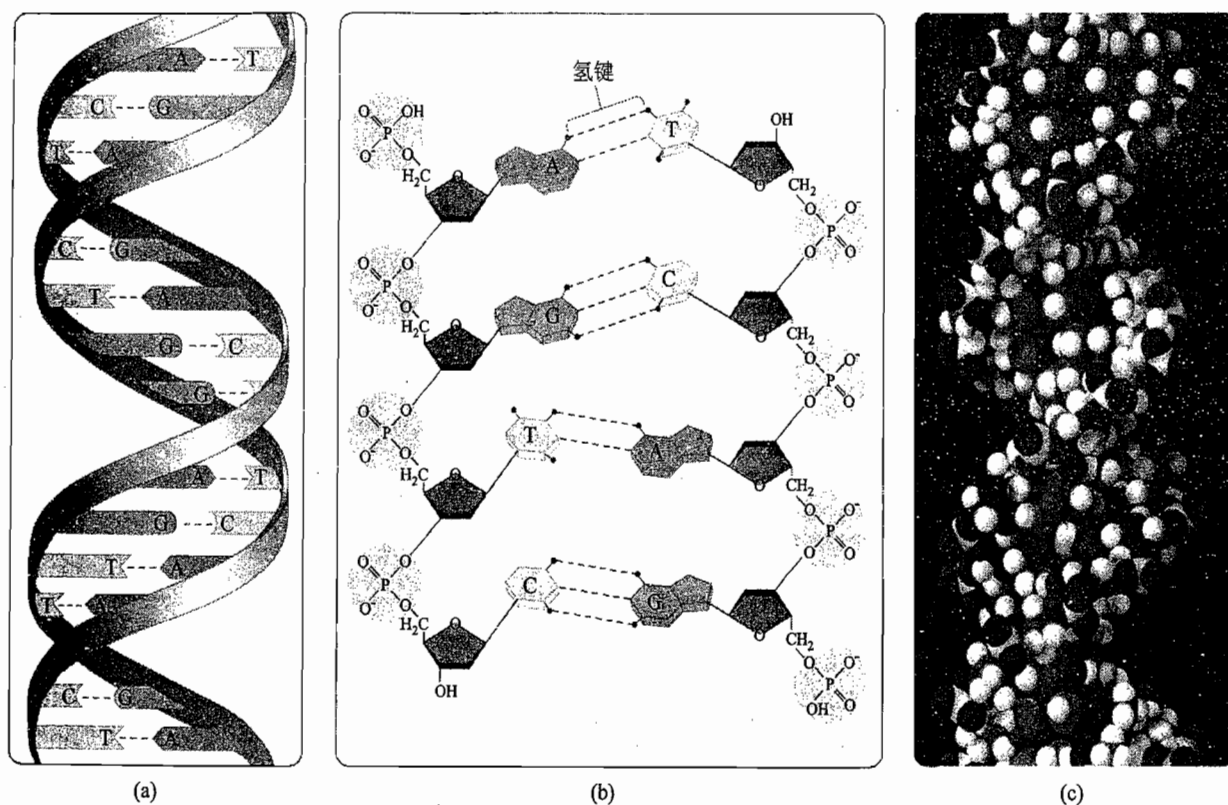 A T
C G
T A
C G
T A
G C
G
A T
G C
T A
T A
C G
T A
(a)
氢键
O OH
P
O⁻ O
H₂C
O
A T
OH
O
CH₂
O
P
O⁻
O
O
O
P
O⁻
O
O
H₂C
O
G C
O
CH₂
O
P
O⁻
O
O
O
P
O⁻
O
O
H₂C
O
T A
O
CH₂
O
P
O⁻
O
O
O
P
O⁻
O
O
H₂C
O
C G
O
CH₂
OH
O
P
O⁻
O
OH
(b)
(c)